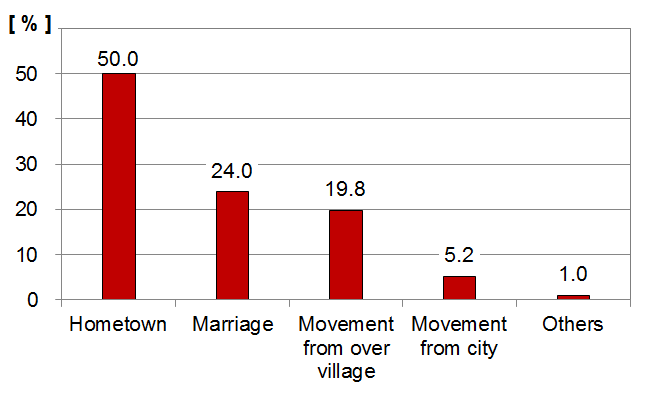 [ % ]
50.0
24.0
19.8
5.2
1.0
50
40
30
20
10
0
Hometown
Marriage
Movement
from over
village
Movement
from city
Others